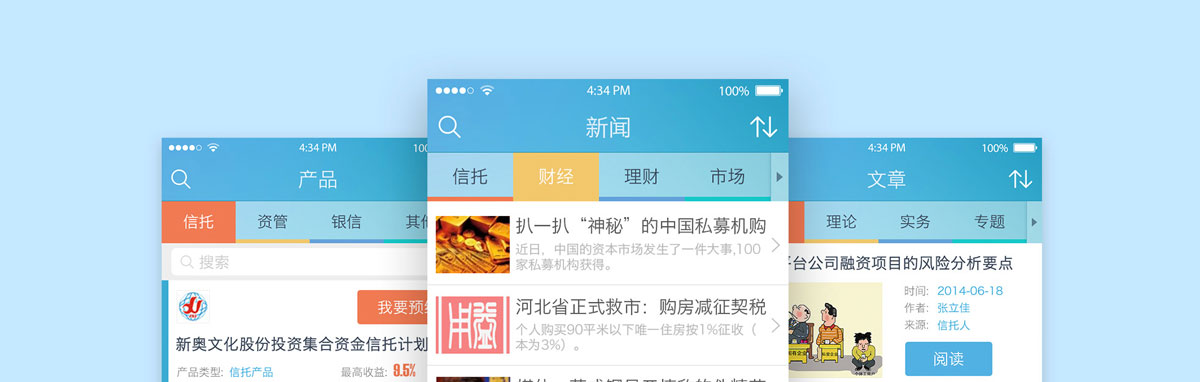 4:34 PM
100%
新闻
信托
财经
理财
市场
扒一扒“神秘”的中国私募机购
近日，中国的资本市场发生了一件大事,100
家私募机构获得。
河北省正式救市：购房减征契税
个人购买90平米以下唯一住房按1%征收（
本为3%）。
4:34 PM
10
产品
信托
资管
银信
其
搜索
我要预
新奥文化股份投资集合资金信托计划
产品类型:
信托产品
最高收益:
9.5%
4:34 PM
100%
文章
理论
实务
专题
平台公司融资项目的风险分析要点
时间:
2014-06-18
作者:
张立佳
来源:
信托人
阅读